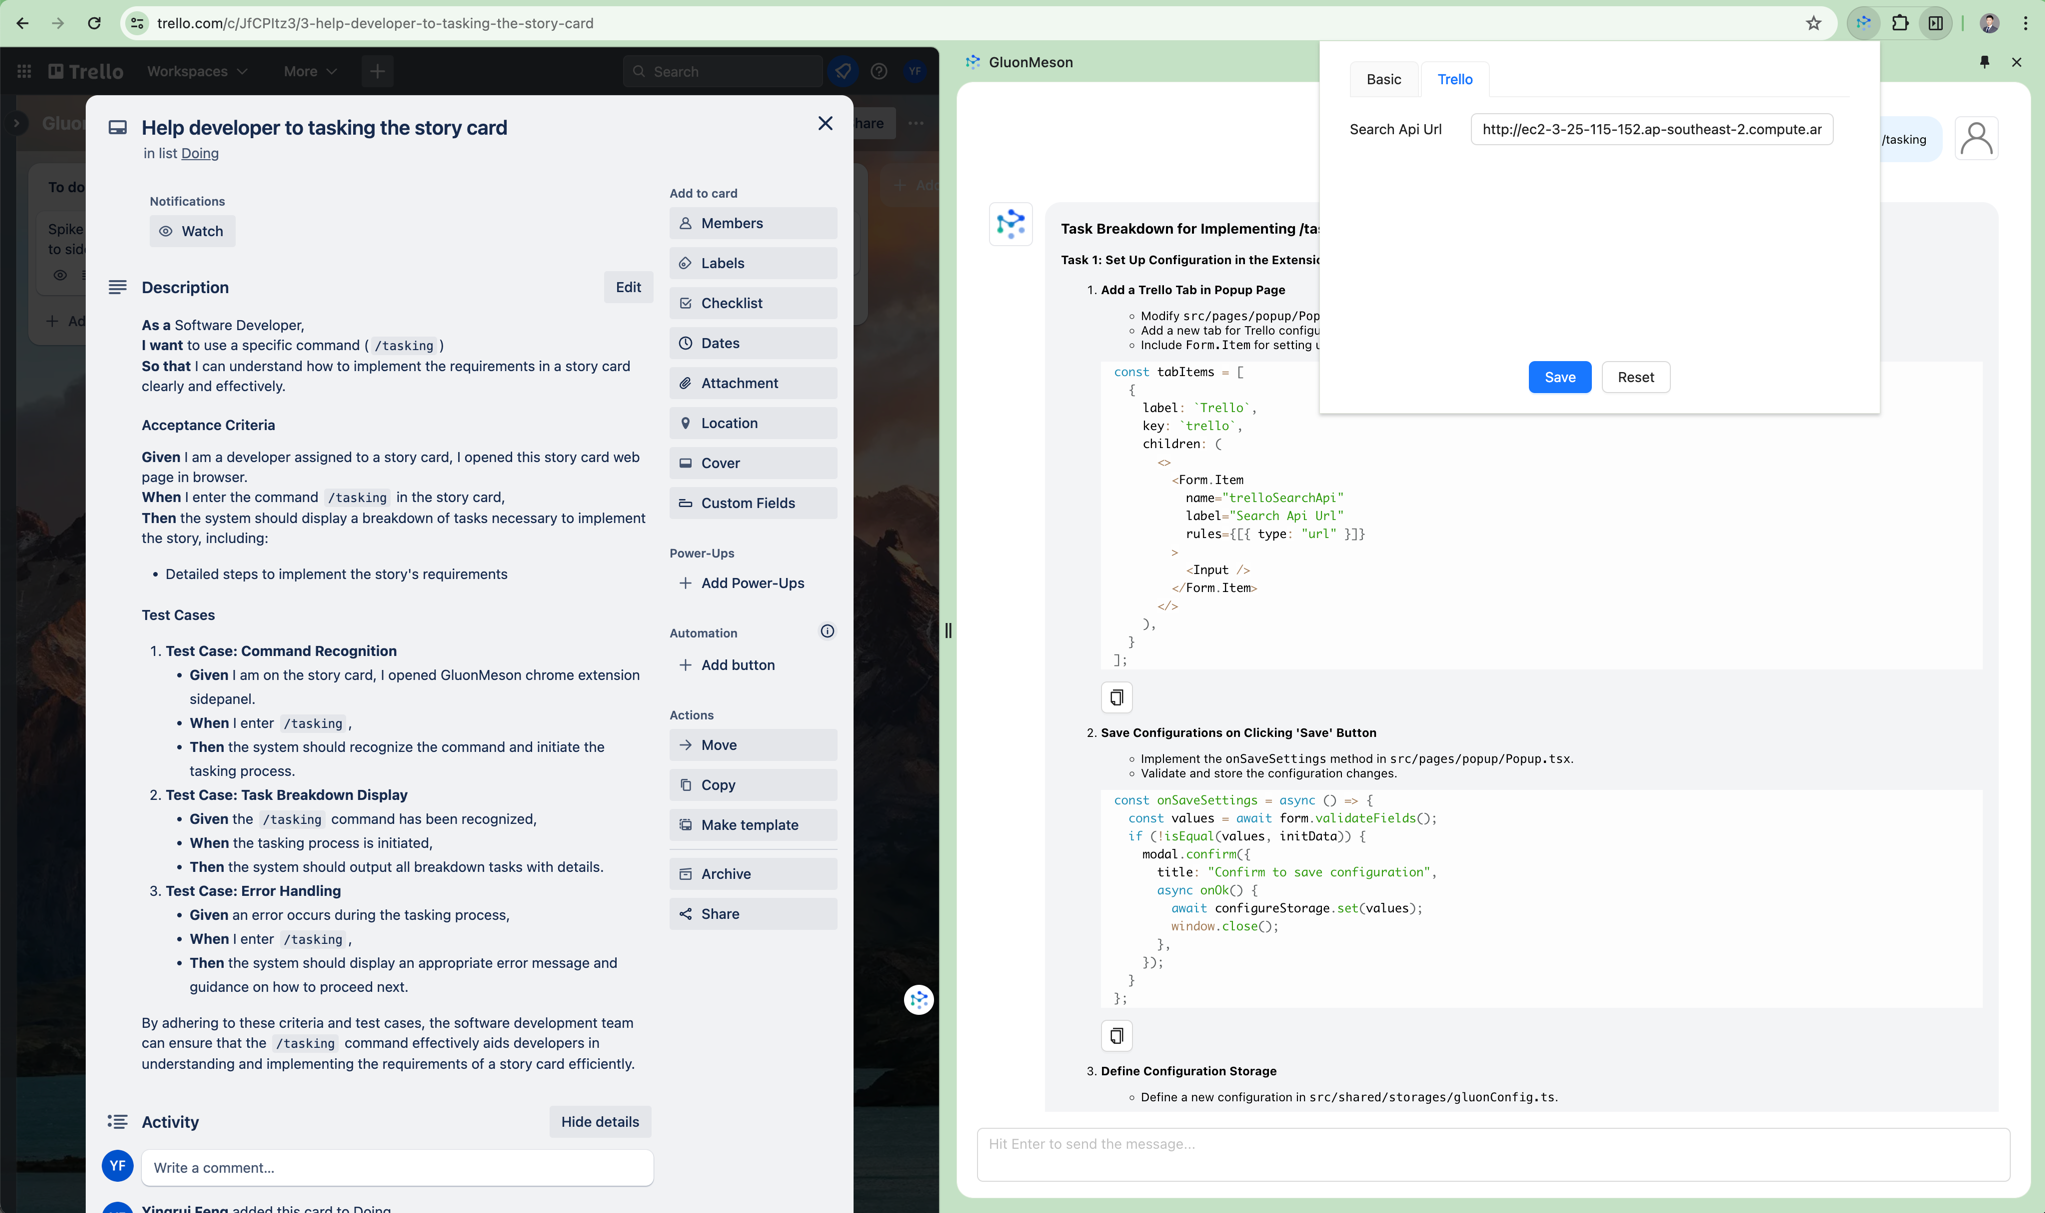 trello.com/c/JfCPltz3/3-help-developer-to-tasking-the-story-card
Trello
Workspaces
More
Search
YF
Gluo
hare
Help developer to tasking the story card
in list Doing
To do
Spike
to side
Ad
Add
Notifications
Watch
Description
Edit
As a Software Developer,
I want to use a specific command ( /tasking )
So that I can understand how to implement the requirements in a story card
clearly and effectively.
Acceptance Criteria
Given I am a developer assigned to a story card, I opened this story card web
page in browser.
When I enter the command /tasking in the story card,
Then the system should display a breakdown of tasks necessary to implement
the story, including:
• Detailed steps to implement the story's requirements
Test Cases
1. Test Case: Command Recognition
• Given I am on the story card, I opened GluonMeson chrome extension
sidepanel.
• When I enter /tasking ,
• Then the system should recognize the command and initiate the
tasking process.
2. Test Case: Task Breakdown Display
• Given the /tasking command has been recognized,
• When the tasking process is initiated,
• Then the system should output all breakdown tasks with details.
3. Test Case: Error Handling
• Given an error occurs during the tasking process,
• When I enter /tasking ,
• Then the system should display an appropriate error message and
guidance on how to proceed next.
By adhering to these criteria and test cases, the software development team
can ensure that the /tasking command effectively aids developers in
understanding and implementing the requirements of a story card efficiently.
Activity
Hide details
YF
Write a comment...
Yingrui Feng added this card to Doing
Add to card
Members
Labels
Checklist
Dates
Attachment
Location
Cover
Custom Fields
Power-Ups
Add Power-Ups
Automation
Add button
Actions
Move
Copy
Make template
Archive
Share
GluonMeson
Basic
Trello
Search Api Url
http://ec2-3-25-115-152.ap-southeast-2.compute.ar
Save
Reset
/tasking
Task Breakdown for Implementing /tas
Task 1: Set Up Configuration in the Extensio
1. Add a Trello Tab in Popup Page
Modify src/pages/popup/Pop
Add a new tab for Trello configu
Include Form.Item for setting u
const tabItems = [
{
label: `Trello`,
key: `trello`,
children: (
<>
<Form.Item
name="trelloSearchApi"
label="Search Api Url"
rules={[{ type: "url" }]}
>
<Input />
</Form.Item>
</>
),
}
];
2. Save Configurations on Clicking 'Save' Button
Implement the onSaveSettings method in src/pages/popup/Popup.tsx.
Validate and store the configuration changes.
const onSaveSettings = async () => {
const values = await form.validateFields();
if (!isEqual(values, initData)) {
modal.confirm({
title: "Confirm to save configuration",
async onOk() {
await configureStorage.set(values);
window.close();
},
});
}
};
3. Define Configuration Storage
Define a new configuration in src/shared/storages/gluonConfig.ts.
Hit Enter to send the message...